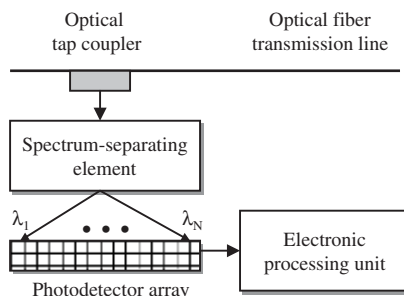 Optical
tap coupler
Optical fiber
transmission line
Spectrum-separating
element
λ1
λN
Electronic
processing unit
Photodetector array